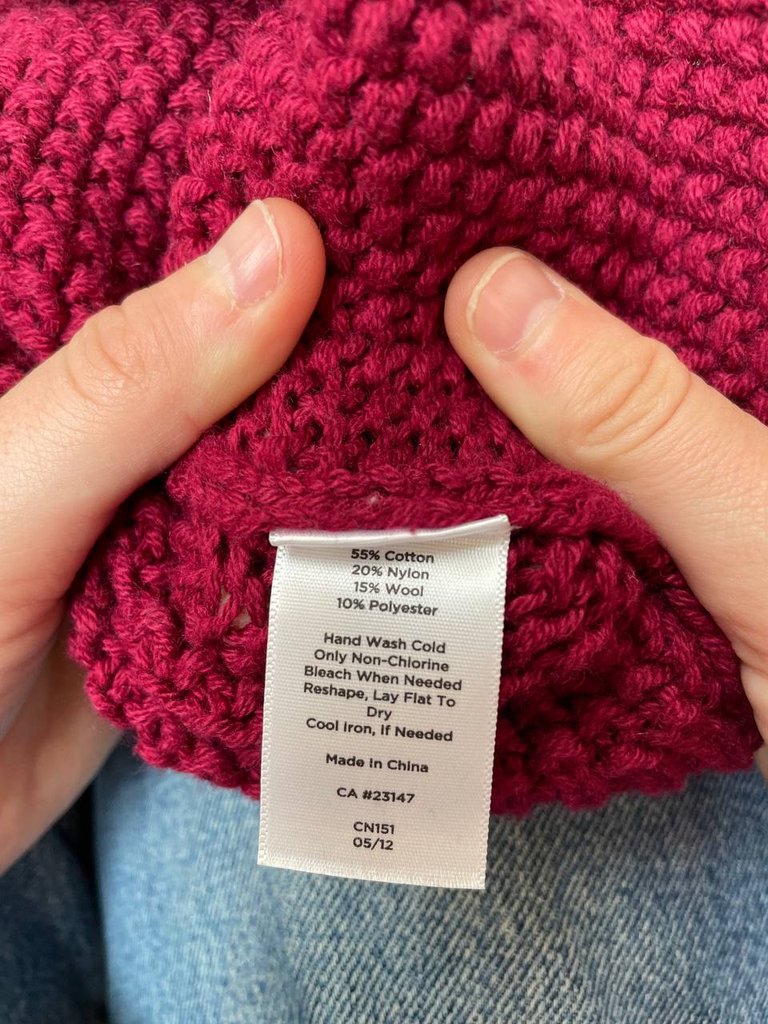 55% Cotton
20% Nylon
15% Wool
10% Polyester
Hand Wash Cold
Only Non-Chlorine
Bleach When Needed
Reshape, Lay Flat To
Dry
Cool Iron, If Needed
Made in China
CA #23147
CN151
05/12